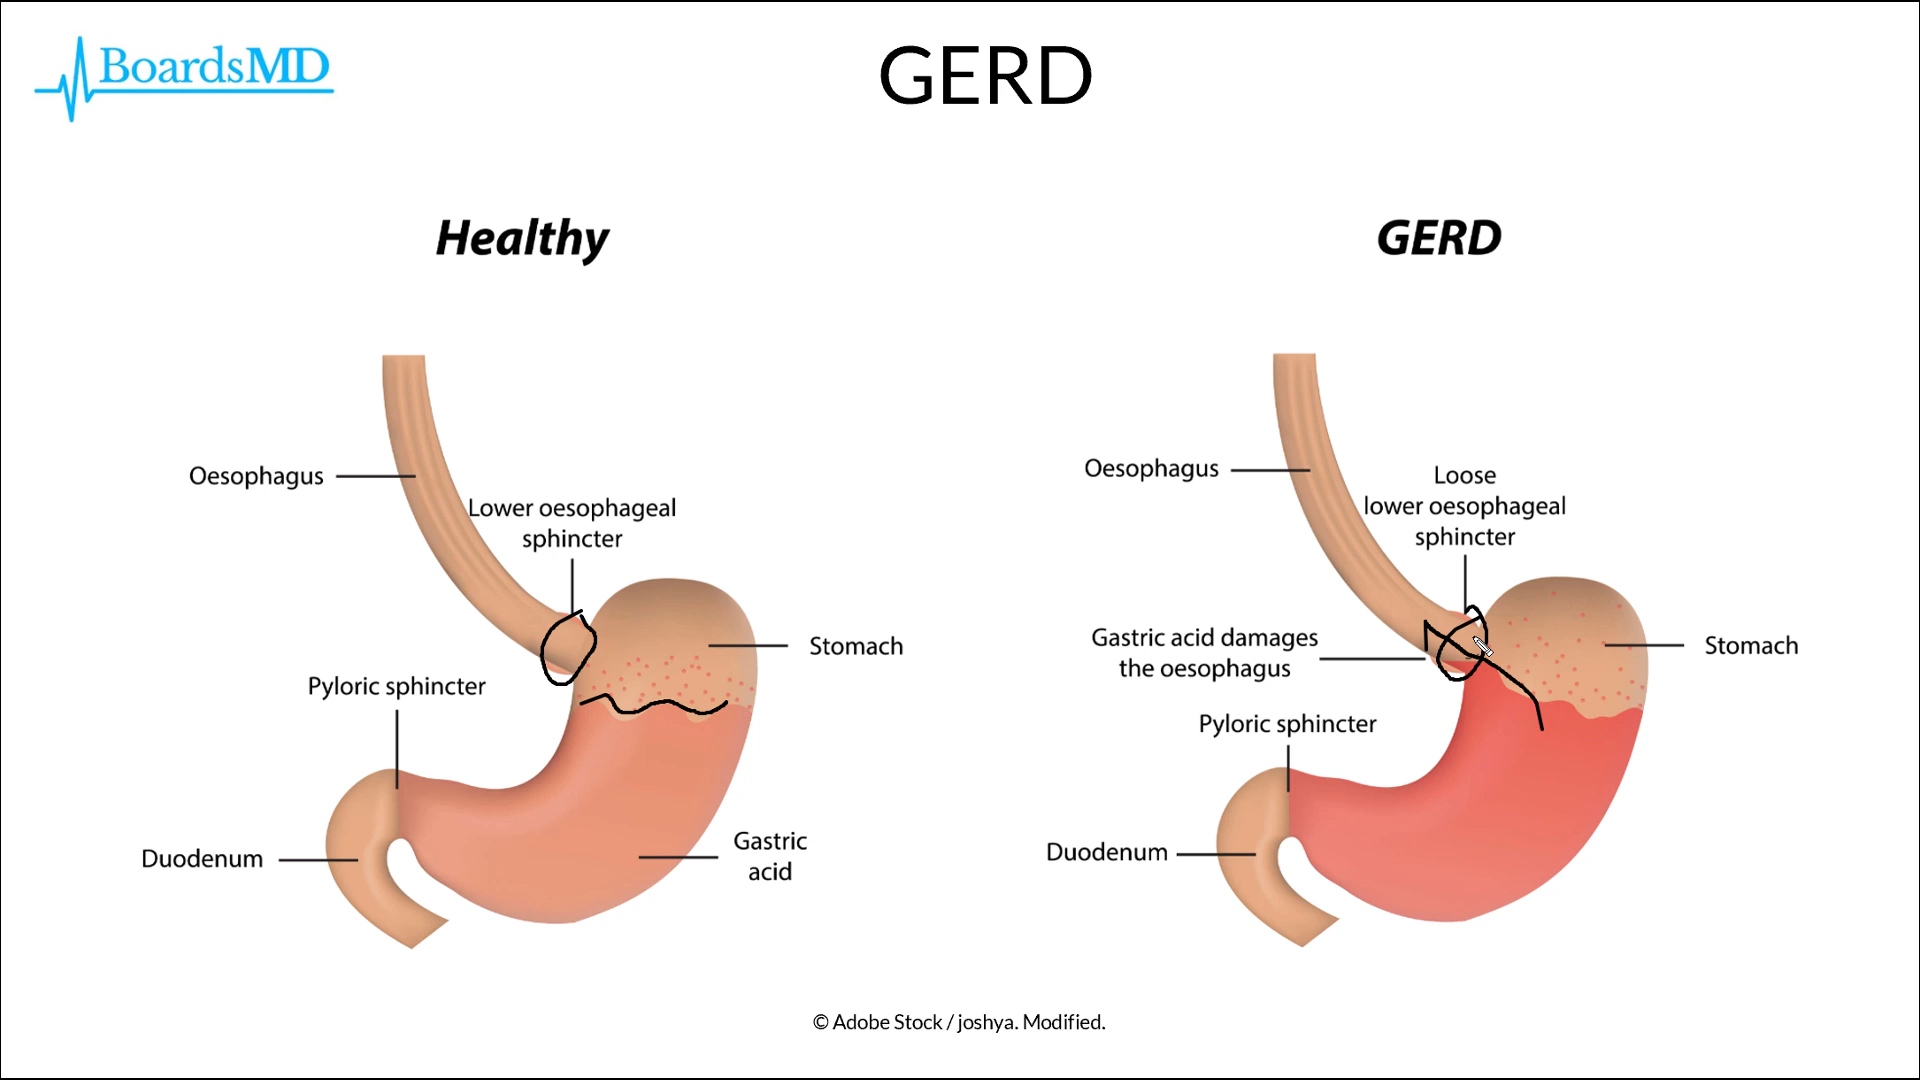 BoardsMD
GERD
Healthy
Oesophagus
Lower oesophageal
sphincter
Stomach
Pyloric sphincter
Duodenum
Gastric
acid
GERD
Oesophagus
Loose
lower oesophageal
sphincter
Gastric acid damages
the oesophagus
Stomach
Pyloric sphincter
Duodenum
© Adobe Stock / joshya. Modified.